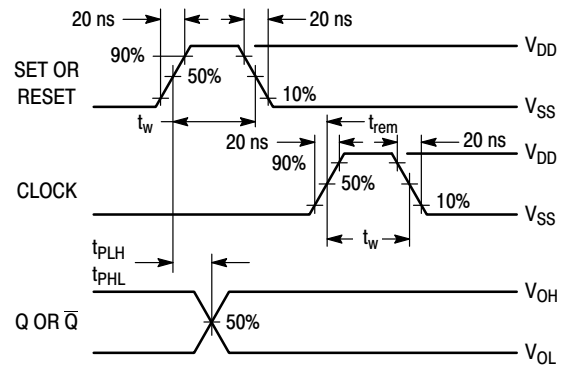 20 ns 20 ns
90% V_DD
SET OR
RESET
50%
10%
V_SS
t_w t_rem
20 ns 20 ns
90% V_DD
CLOCK
50%
10%
V_SS
t_w
t_PLH
t_PHL
V_OH
Q OR Q̅
50%
V_OL